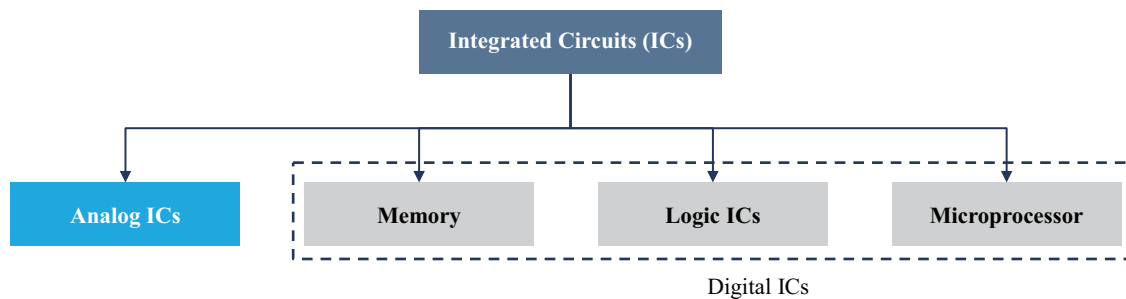 Integrated Circuits (ICs)
Analog ICs
Memory
Logic ICs
Microprocessor
Digital ICs